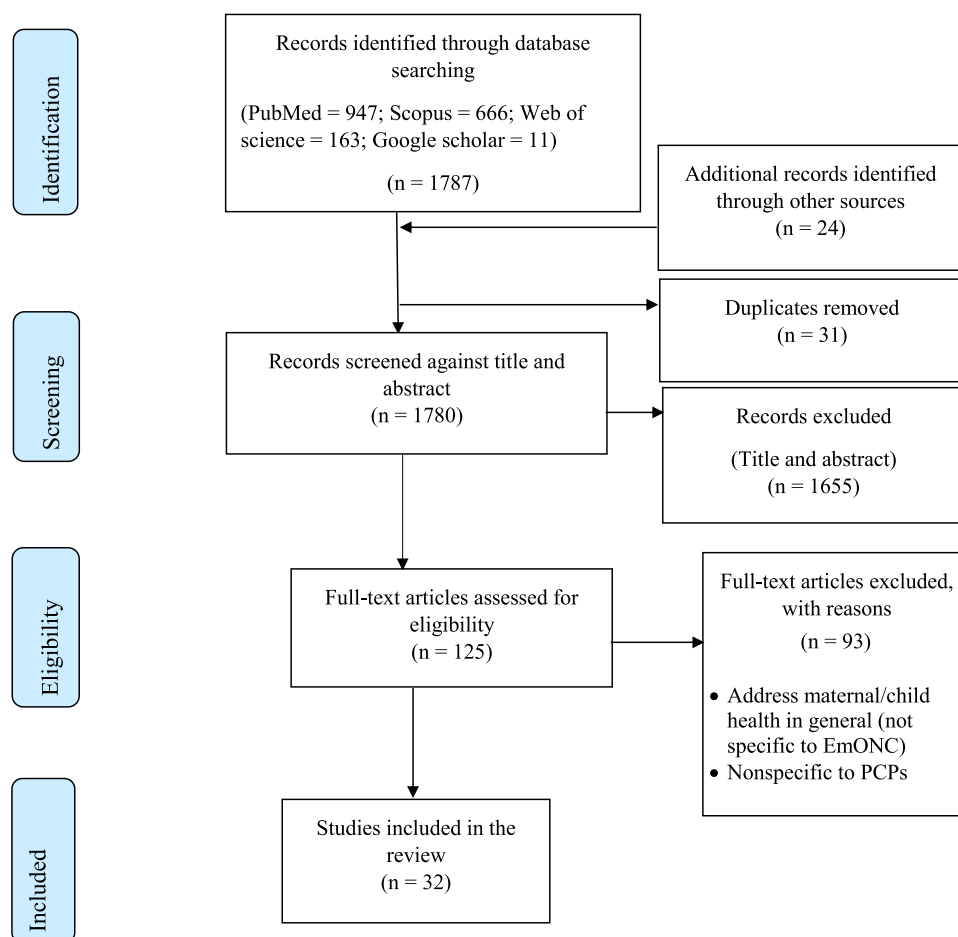 Identification
Records identified through database
searching
(PubMed = 947; Scopus = 666; Web of
science = 163; Google scholar = 11)
(n = 1787)
Additional records identified
through other sources
(n = 24)
Duplicates removed
(n = 31)
Screening
Records screened against title and
abstract
(n = 1780)
Records excluded
(Title and abstract)
(n = 1655)
Eligibility
Full-text articles assessed for
eligibility
(n = 125)
Full-text articles excluded,
with reasons
(n = 93)
• Address maternal/child
health in general (not
specific to EmONC)
• Nonspecific to PCPs
Included
Studies included in the
review
(n = 32)